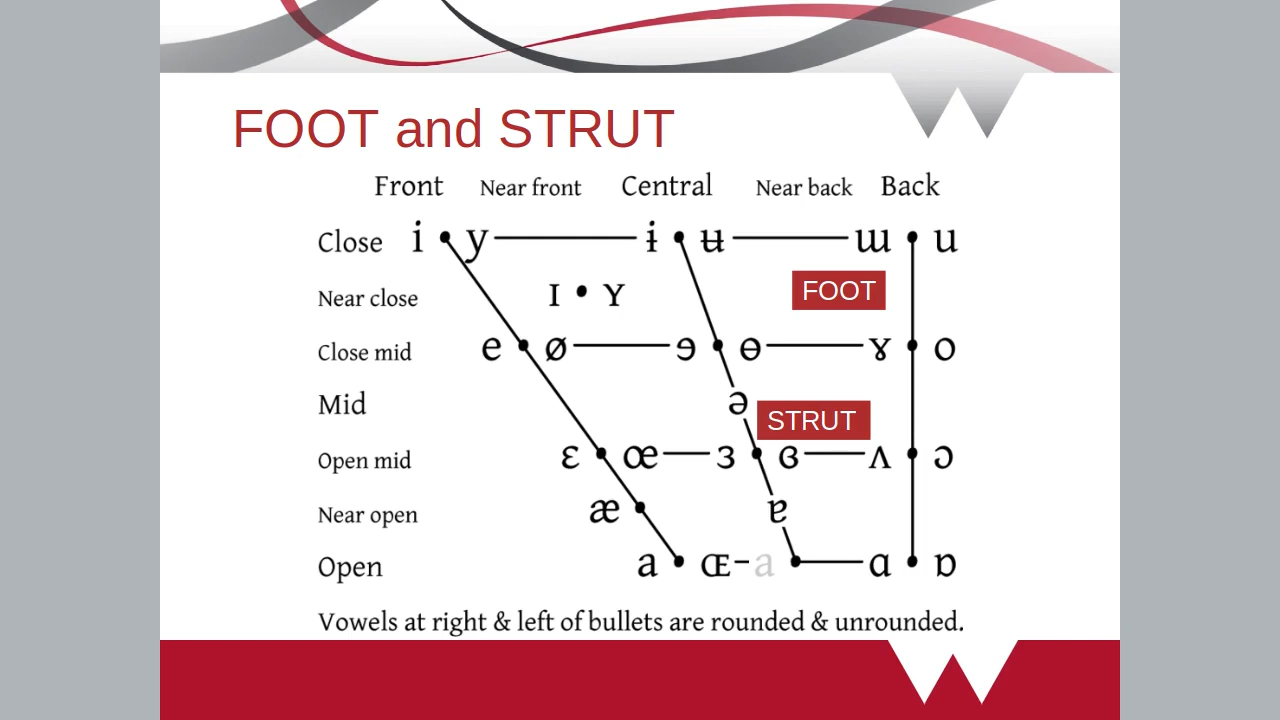 FOOT and STRUT
Front Near front Central Near back Back
Close i y ɨ ʉ ɯ u
Near close ɪ ʏ FOOT
Close mid e ø ɘ ɵ ɤ o
Mid ə STRUT
Open mid ɛ œ ɜ ɞ ʌ ɔ
Near open æ ɐ
Open a ɶ a ɑ ɒ
Vowels at right & left of bullets are rounded & unrounded.